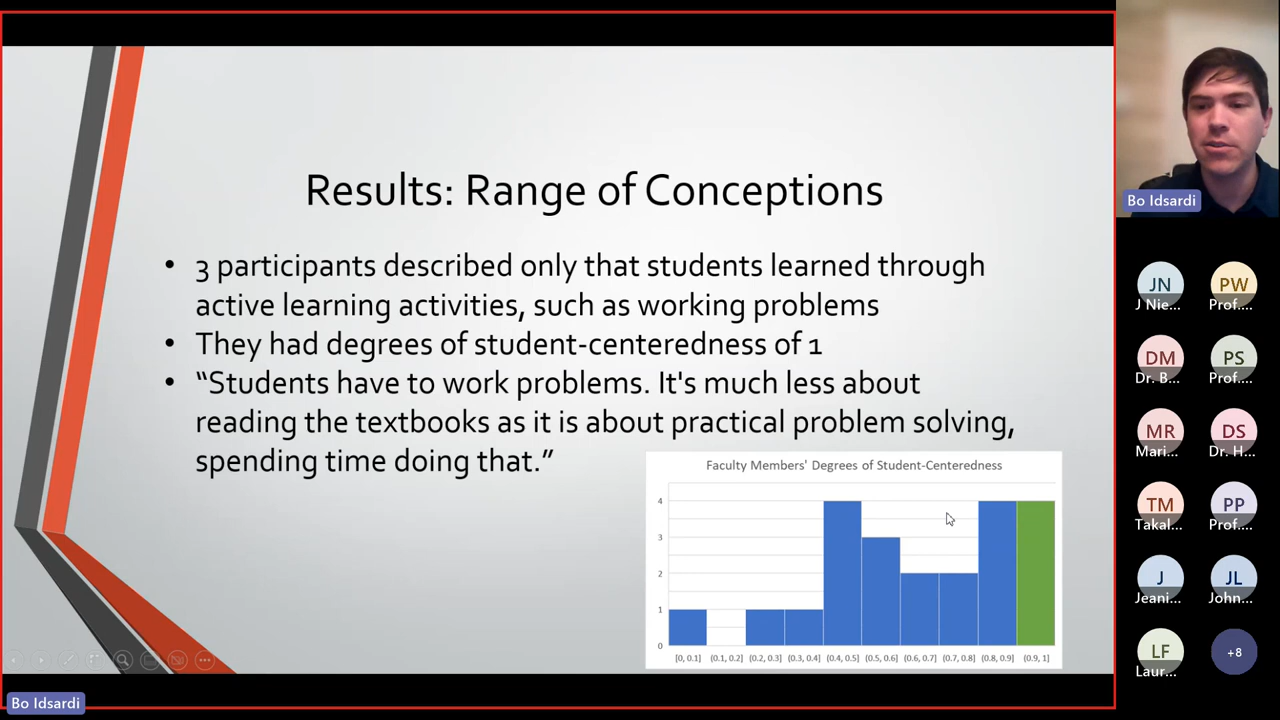 Results: Range of Conceptions
• 3 participants described only that students learned through
active learning activities, such as working problems
• They had degrees of student-centeredness of 1
• “Students have to work problems. It's much less about
reading the textbooks as it is about practical problem solving,
spending time doing that.”
Faculty Members' Degrees of Student-Centeredness
4
3
2
1
0
[0, 0.1] (0.1, 0.2] (0.2, 0.3] (0.3, 0.4] (0.4, 0.5] (0.5, 0.6] (0.6, 0.7] (0.7, 0.8] (0.8, 0.9] (0.9, 1]
Bo Idsardi
Bo Idsardi
JN PW
J Nie... Prof....
DM PS
Dr. B... Prof....
MR DS
Mari... Dr. H...
TM PP
Takal... Prof....
J JL
Jeani... John...
LF +8
Laur...